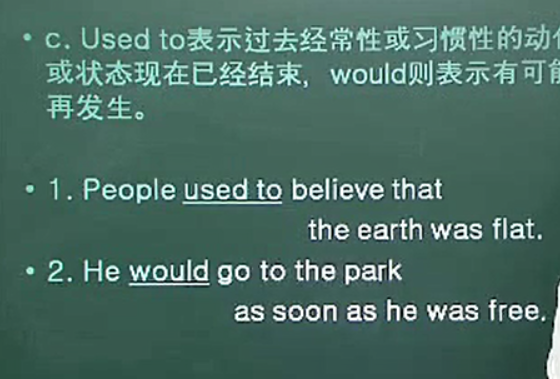 • c. Used to表示过去经常性或习惯性的动
或状态现在已经结束，would则表示有可
再发生。
• 1. People used to believe that
the earth was flat.
• 2. He would go to the park
as soon as he was free.